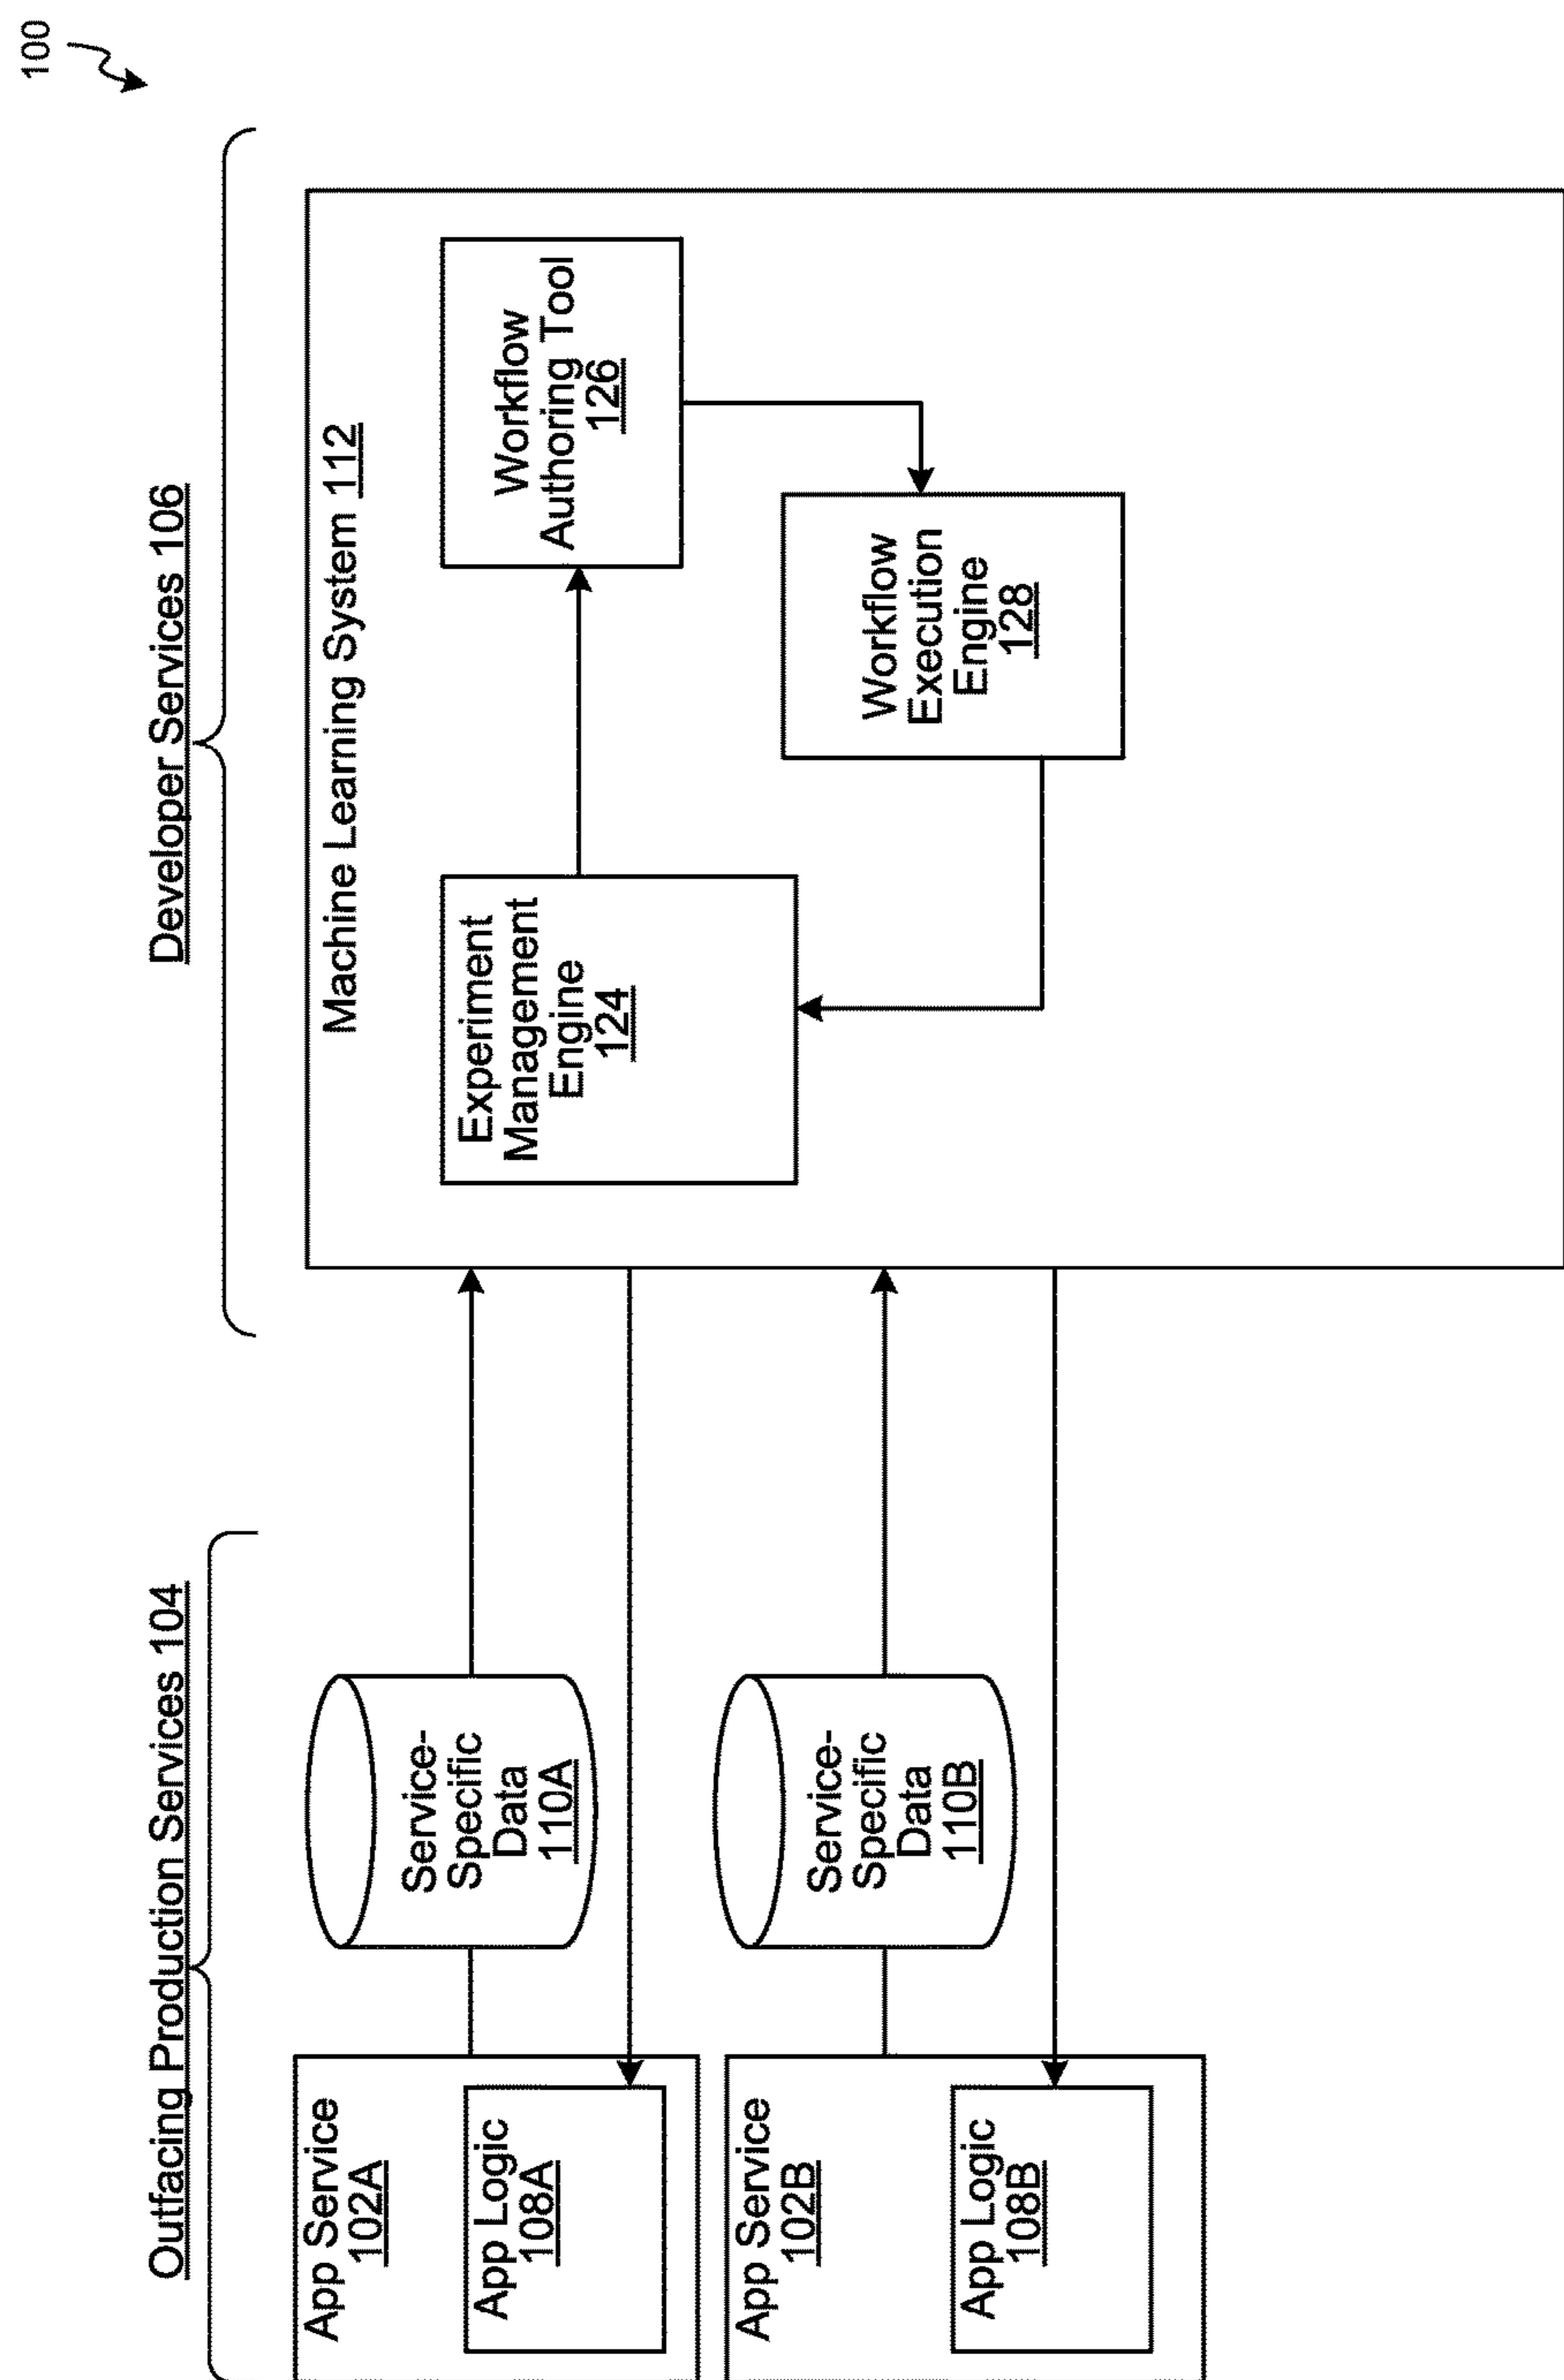 100
Outfacing Production Services 104
Developer Services 106
App Service
102A
App Logic
108A
Service-
Specific
Data
110A
App Service
102B
App Logic
108B
Service-
Specific
Data
110B
Machine Learning System 112
Experiment
Management
Engine
124
Workflow
Authoring Tool
126
Workflow
Execution
Engine
128